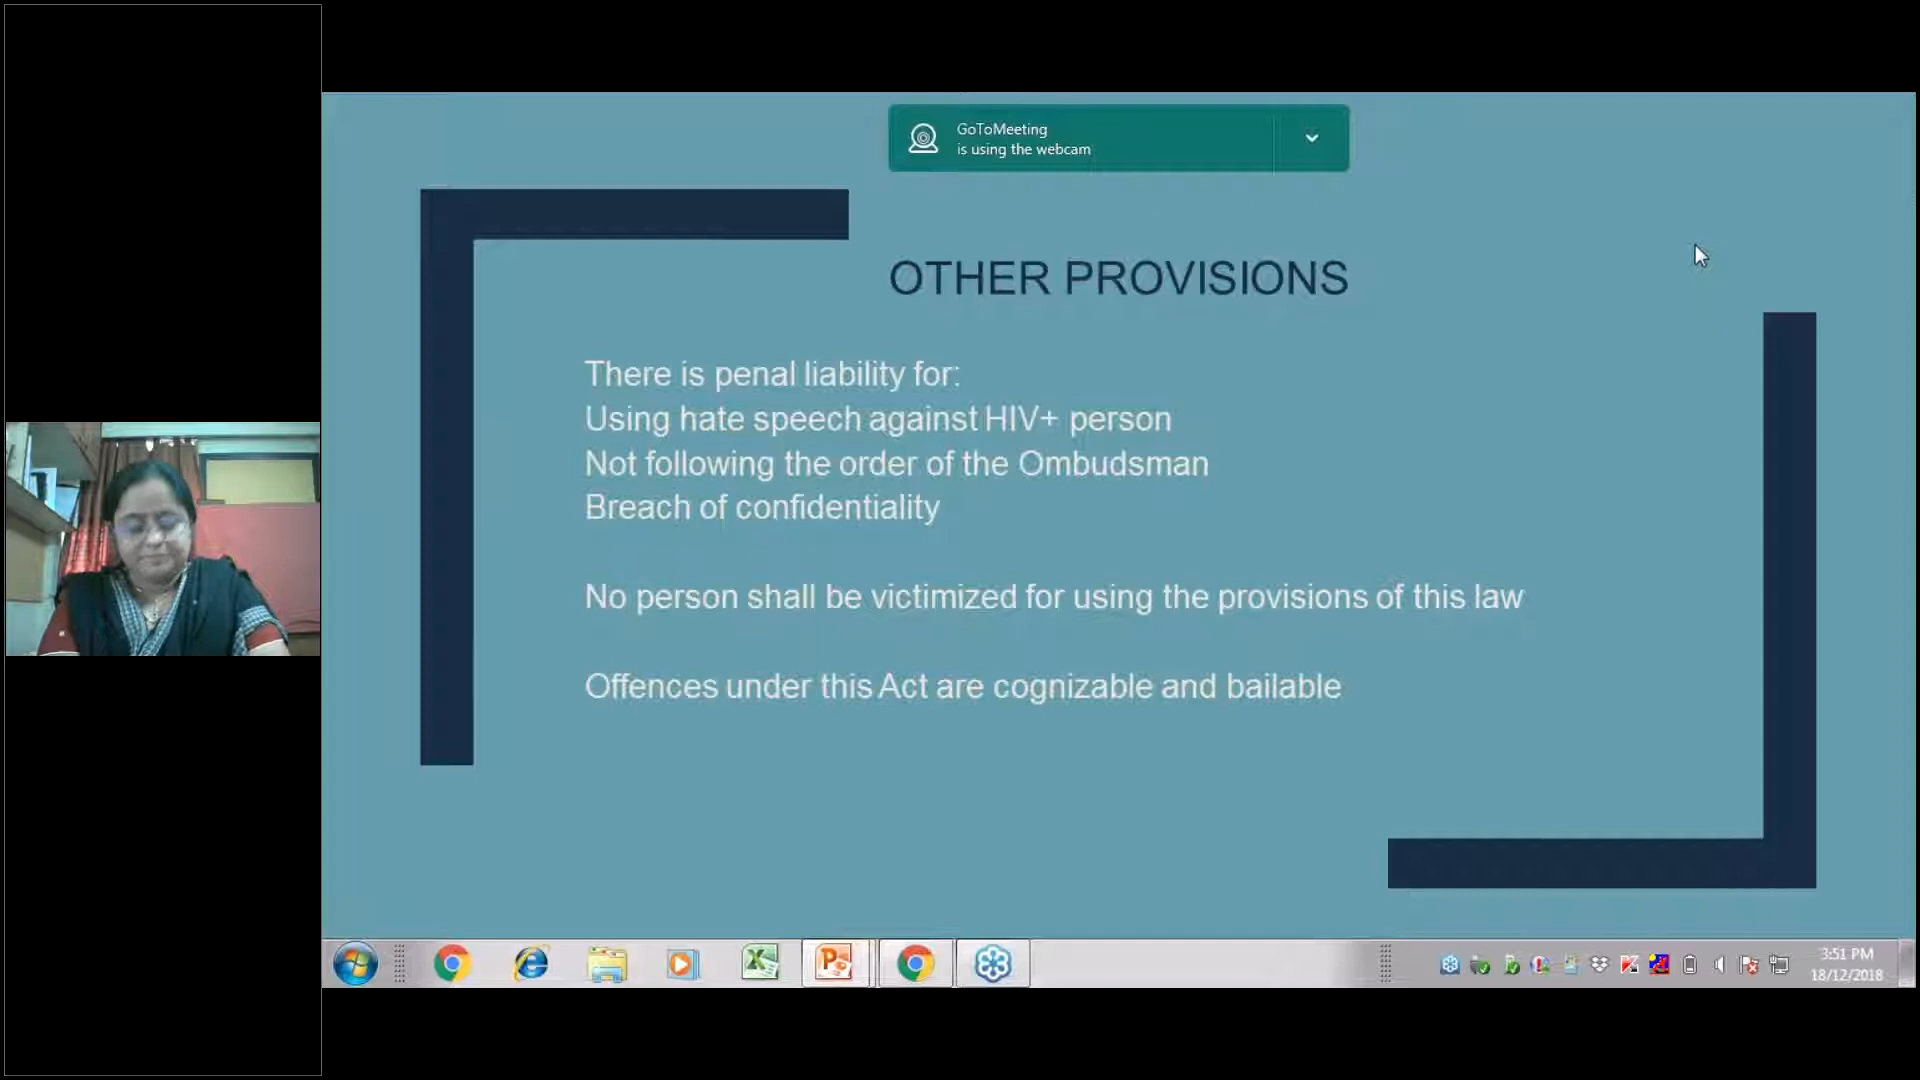 GoToMeeting
is using the webcam
OTHER PROVISIONS
There is penal liability for:
Using hate speech against HIV+ person
Not following the order of the Ombudsman
Breach of confidentiality
No person shall be victimized for using the provisions of this law
Offences under this Act are cognizable and bailable
3:51 PM
18/12/2018